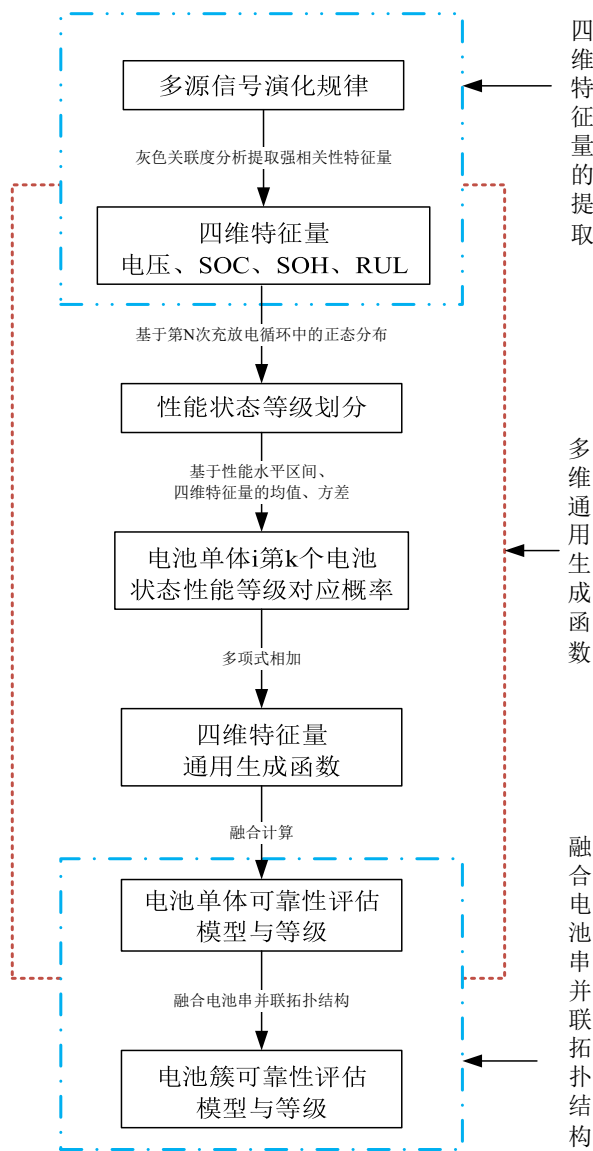 多源信号演化规律
灰色关联度分析提取强相关性特征量
四维特征量
电压、SOC、SOH、RUL
基于第N次充放电循环中的正态分布
性能状态等级划分
基于性能水平区间、
四维特征量的均值、方差
电池单体i第k个电池
状态性能等级对应概率
多项式相加
四维特征量
通用生成函数
融合计算
电池单体可靠性评估
模型与等级
融合电池串并联拓扑结构
电池簇可靠性评估
模型与等级
四维特征量的提取
多维通用生成函数
融合电池串并联拓扑结构